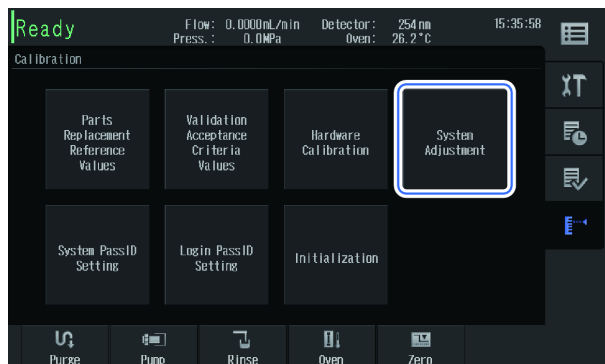 Ready
Flow: 0.0000mL/min Detector: 254nm 15:35:58
Press.: 0.0MPa Oven: 26.2°C
Calibration
Parts
Replacement
Reference
Values
Validation
Acceptance
Criteria
Values
Hardware
Calibration
System
Adjustment
System PassID
Setting
Login PassID
Setting
Initialization
Purge
Pump
Rinse
Oven
Zero